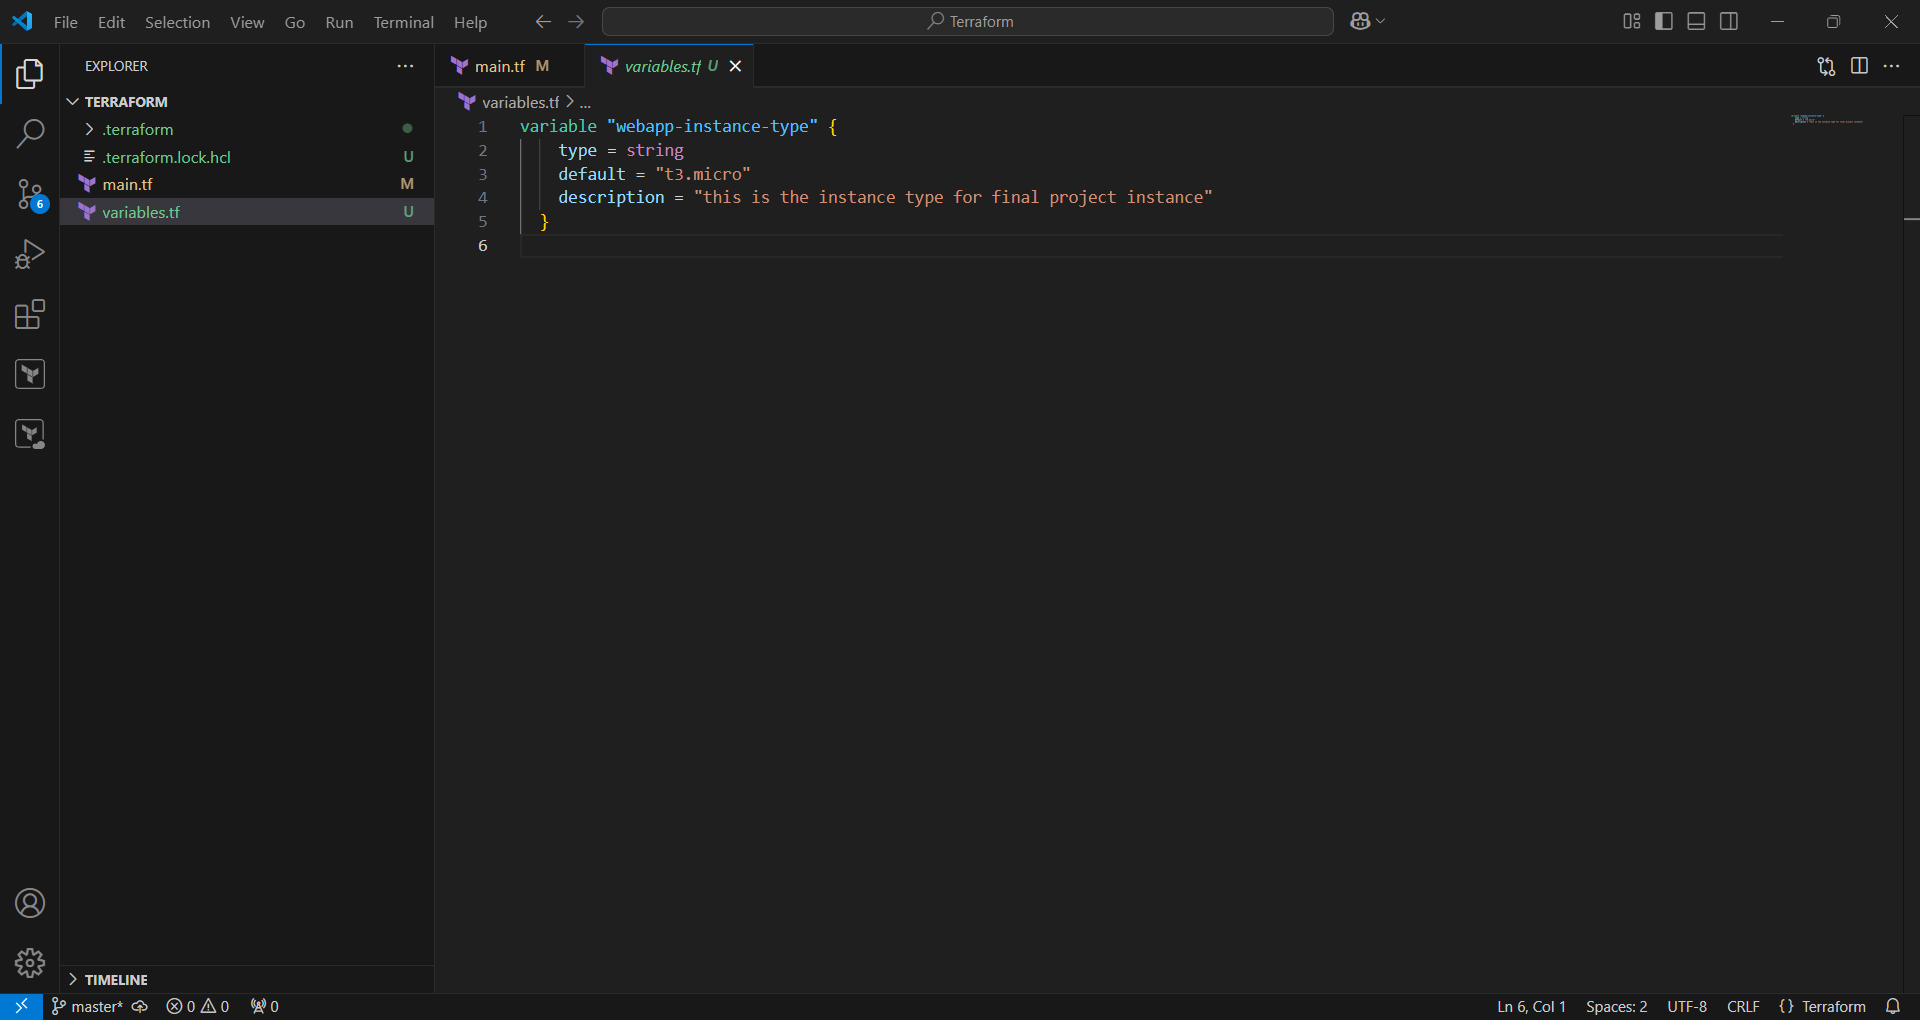 File Edit Selection View Go Run Terminal Help
Terraform
EXPLORER
TERRAFORM
.terraform
.terraform.lock.hcl U
main.tf M
variables.tf U
6
main.tf M
variables.tf U
variables.tf > ...
1 variable "webapp-instance-type" {
2 type = string
3 default = "t3.micro"
4 description = "this is the instance type for final project instance"
5 }
6
TIMELINE
master* 0 0 0
Ln 6, Col 1 Spaces: 2 UTF-8 CRLF {} Terraform